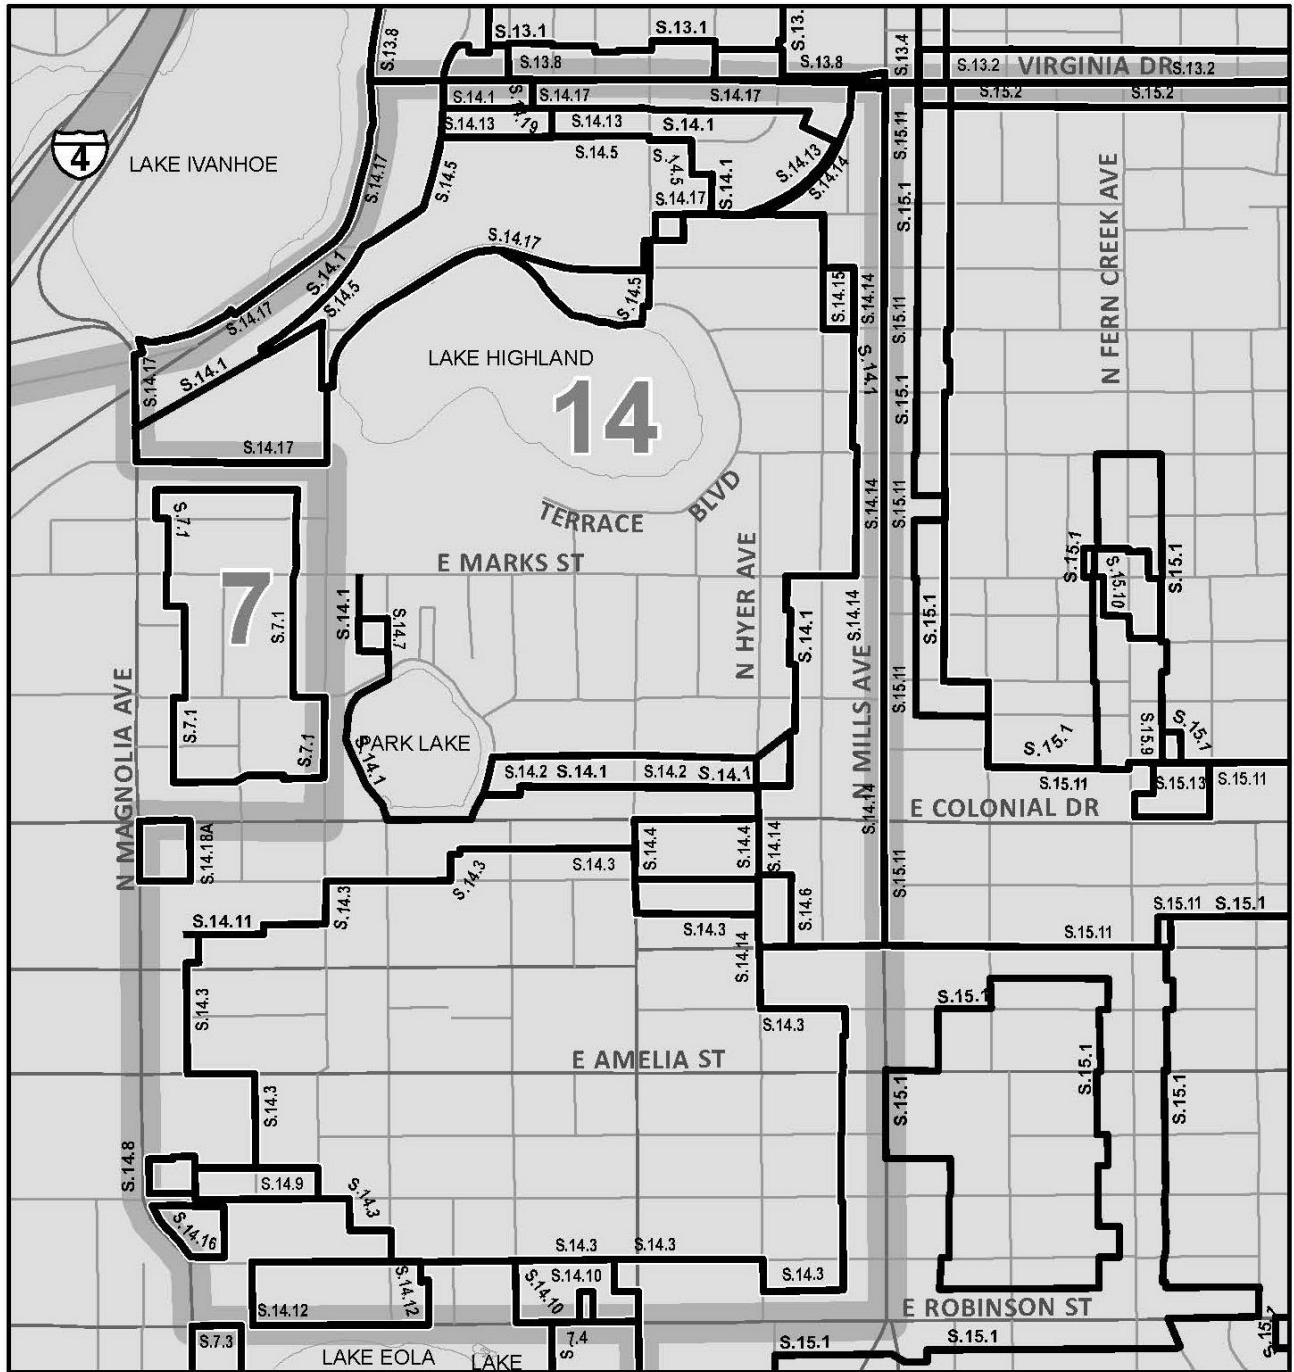 S.13.8
S.13.1
S.13.1
S.13.
S.13.8
S.13.8
S.13.4
S.13.2
VIRGINIA DR
S.13.2
S.14.1
S.14.17
S.14.17
S.15.2
S.15.2
S.14.13
S.14.19
S.14.13
S.14.1
S.15.11
4
LAKE IVANHOE
S.14.17
S.14.5
S.14.5
S.14.5
S.14.17
S.14.1
S.14.13
S.14.14
S.15.1
N FERN CREEK AVE
S.14.1
S.14.5
S.14.17
S.14.17
S.14.5
S.14.15
S.14.14
S.15.11
S.14.17
S.14.1
LAKE HIGHLAND
14
S.14.1
S.15.1
S.14.17
S.14.14
S.15.11
S.7.1
TERRACE
BLVD
E MARKS ST
N HYER AVE
S.15.1
S.15.1
S.15.10
7
S.7.1
S.14.1
S.14.7
S.14.1
S.14.14
S.15.1
N MAGNOLIA AVE
S.7.1
S.7.1
PARK LAKE
S.14.1
N MILLS AVE
S.15.11
S.15.1
S.15.9
S.15.1
S.14.2
S.14.1
S.14.2
S.14.1
S.14.14
S.15.11
S.15.13
S.15.11
E COLONIAL DR
S.14.18A
S.14.3
S.14.3
S.14.4
S.14.4
S.14.14
S.15.11
S.14.11
S.14.3
S.14.3
S.14.6
S.15.11
S.15.1
S.14.14
S.15.11
S.14.3
S.14.3
S.15.1
E AMELIA ST
S.14.3
S.15.1
S.15.1
S.15.1
S.14.8
S.14.9
S.14.3
S.14.16
S.14.3
S.14.3
S.14.12
S.14.12
S.14.10
S.14.10
S.14.3
E ROBINSON ST
S.7.3
LAKE EOLA
LAKE
S
7.4
S.15.1
S.15.1